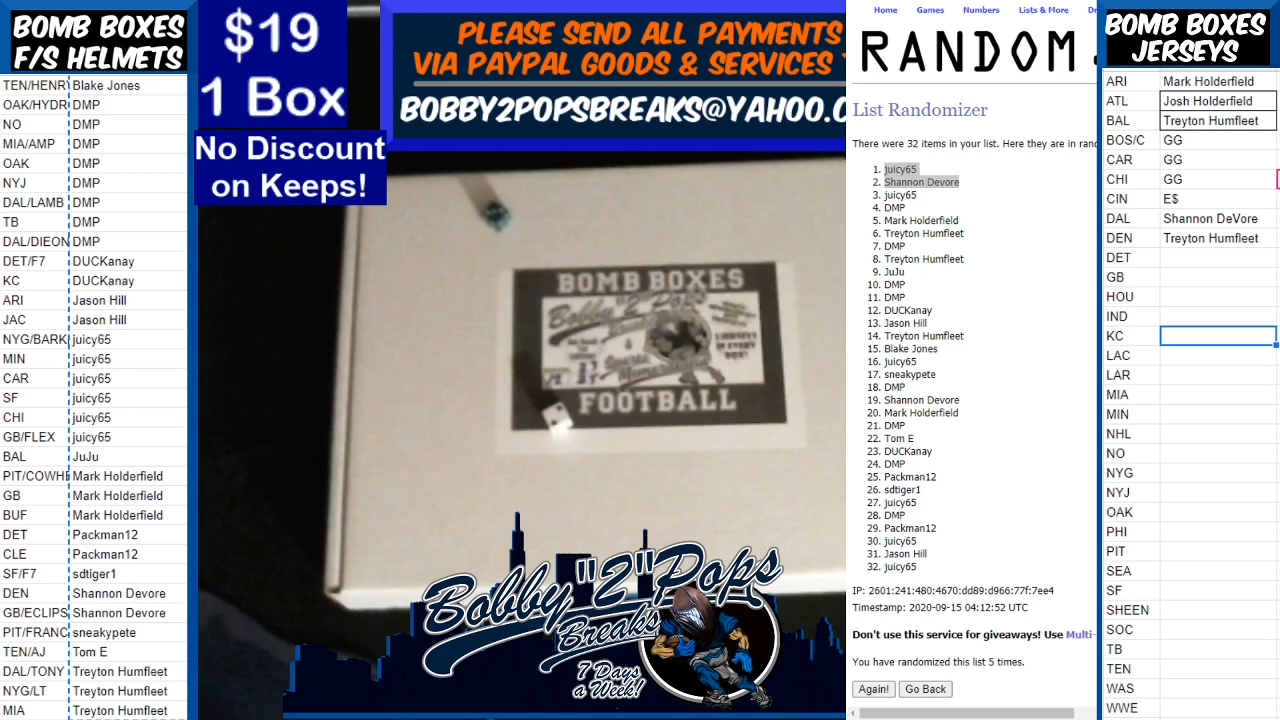 BOMB BOXES
F/S HELMETS
TEN/HENR Blake Jones
OAK/HYDR DMP
NO DMP
MIA/AMP DMP
OAK DMP
NYJ DMP
DAL/LAMB DMP
TB DMP
DAL/DIEON DMP
DET/F7 DUCKanay
KC DUCKanay
ARI Jason Hill
JAC Jason Hill
NYG/BARK juicy65
MIN juicy65
CAR juicy65
SF juicy65
CHI juicy65
GB/FLEX juicy65
BAL JuJu
PIT/COWHE Mark Holderfield
GB Mark Holderfield
BUF Mark Holderfield
DET Packman12
CLE Packman12
SF/F7 sdtiger1
DEN Shannon Devore
GB/ECLIPS Shannon Devore
PIT/FRANC sneakypete
TEN/AJ Tom E
DAL/TONY Treyton Humfleet
NYG/LT Treyton Humfleet
MIA Treyton Humfleet
$19
1 Box
No Discount
on Keeps!
PLEASE SEND ALL PAYMENTS
VIA PAYPAL GOODS & SERVICES
BOBBY2POPSBREAKS@YAHOO.C
BOMB BOXES
Bobby "2" Pops
FOOTBALL
Bobby "2" Pops
Breaks
7 Days
a Week!
Home Games Numbers Lists & More Dr
RANDOM.
List Randomizer
There were 32 items in your list. Here they are in rand
1. juicy65
2. Shannon Devore
3. juicy65
4. DMP
5. Mark Holderfield
6. Treyton Humfleet
7. DMP
8. Treyton Humfleet
9. JuJu
10. DMP
11. DMP
12. DUCKanay
13. Jason Hill
14. Treyton Humfleet
15. Blake Jones
16. juicy65
17. sneakypete
18. DMP
19. Shannon Devore
20. Mark Holderfield
21. DMP
22. Tom E
23. DUCKanay
24. DMP
25. Packman12
26. sdtiger1
27. juicy65
28. DMP
29. Packman12
30. juicy65
31. Jason Hill
32. juicy65
IP: 2601:241:480:4670:dd89:d966:77f:7ee4
Timestamp: 2020-09-15 04:12:52 UTC
Don't use this service for giveaways! Use Multi-
You have randomized this list 5 times.
Again! Go Back
BOMB BOXES
JERSEYS
ARI Mark Holderfield
ATL Josh Holderfield
BAL Treyton Humfleet
BOS/C GG
CAR GG
CHI GG
CIN E$
DAL Shannon DeVore
DEN Treyton Humfleet
DET
GB
HOU
IND
KC
LAC
LAR
MIA
MIN
NHL
NO
NYG
NYJ
OAK
PHI
PIT
SEA
SF
SHEEN
SOC
TB
TEN
WAS
WWE